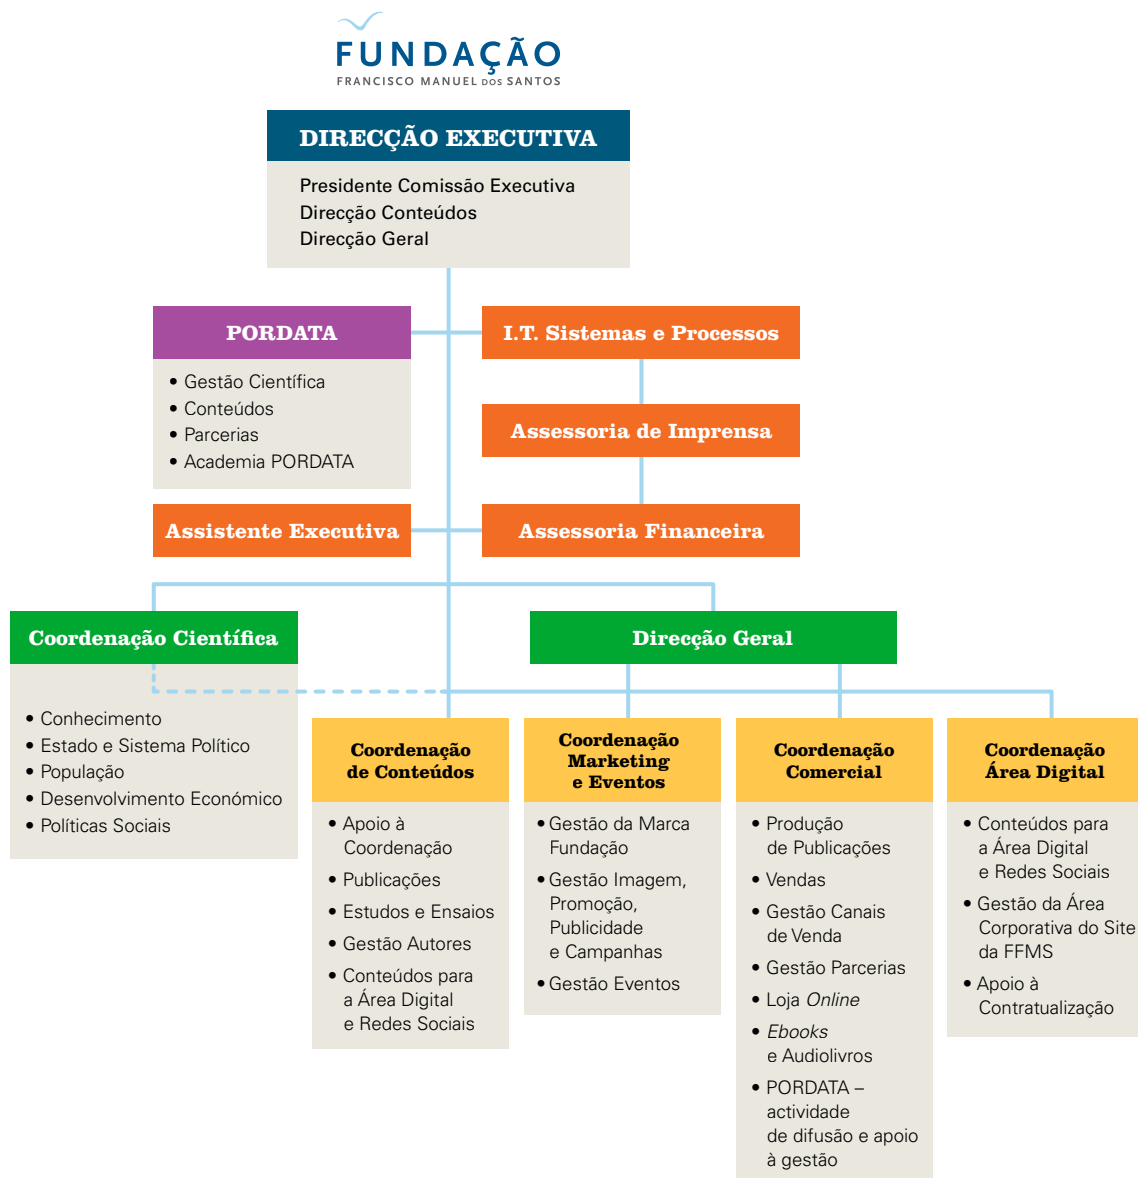 FUNDAÇÃO
FRANCISCO MANUEL DOS SANTOS
DIRECÇÃO EXECUTIVA
Presidente Comissão Executiva
Direcção Conteúdos
Direcção Geral
PORDATA
• Gestão Científica
• Conteúdos
• Parcerias
• Academia PORDATA
I.T. Sistemas e Processos
Assessoria de Imprensa
Assistente Executiva
Assessoria Financeira
Coordenação Científica
• Conhecimento
• Estado e Sistema Político
• População
• Desenvolvimento Económico
• Políticas Sociais
Direcção Geral
Coordenação
de Conteúdos
• Apoio à
Coordenação
• Publicações
• Estudos e Ensaios
• Gestão Autores
• Conteúdos para
a Área Digital
e Redes Sociais
Coordenação
Marketing
e Eventos
• Gestão da Marca
Fundação
• Gestão Imagem,
Promoção,
Publicidade
e Campanhas
• Gestão Eventos
Coordenação
Comercial
• Produção
de Publicações
• Vendas
• Gestão Canais
de Venda
• Gestão Parcerias
• Loja Online
• Ebooks
e Audiolivros
• PORDATA –
actividade
de difusão e apoio
à gestão
Coordenação
Área Digital
• Conteúdos para
a Área Digital
e Redes Sociais
• Gestão da Área
Corporativa do Site
da FFMS
• Apoio à
Contratualização